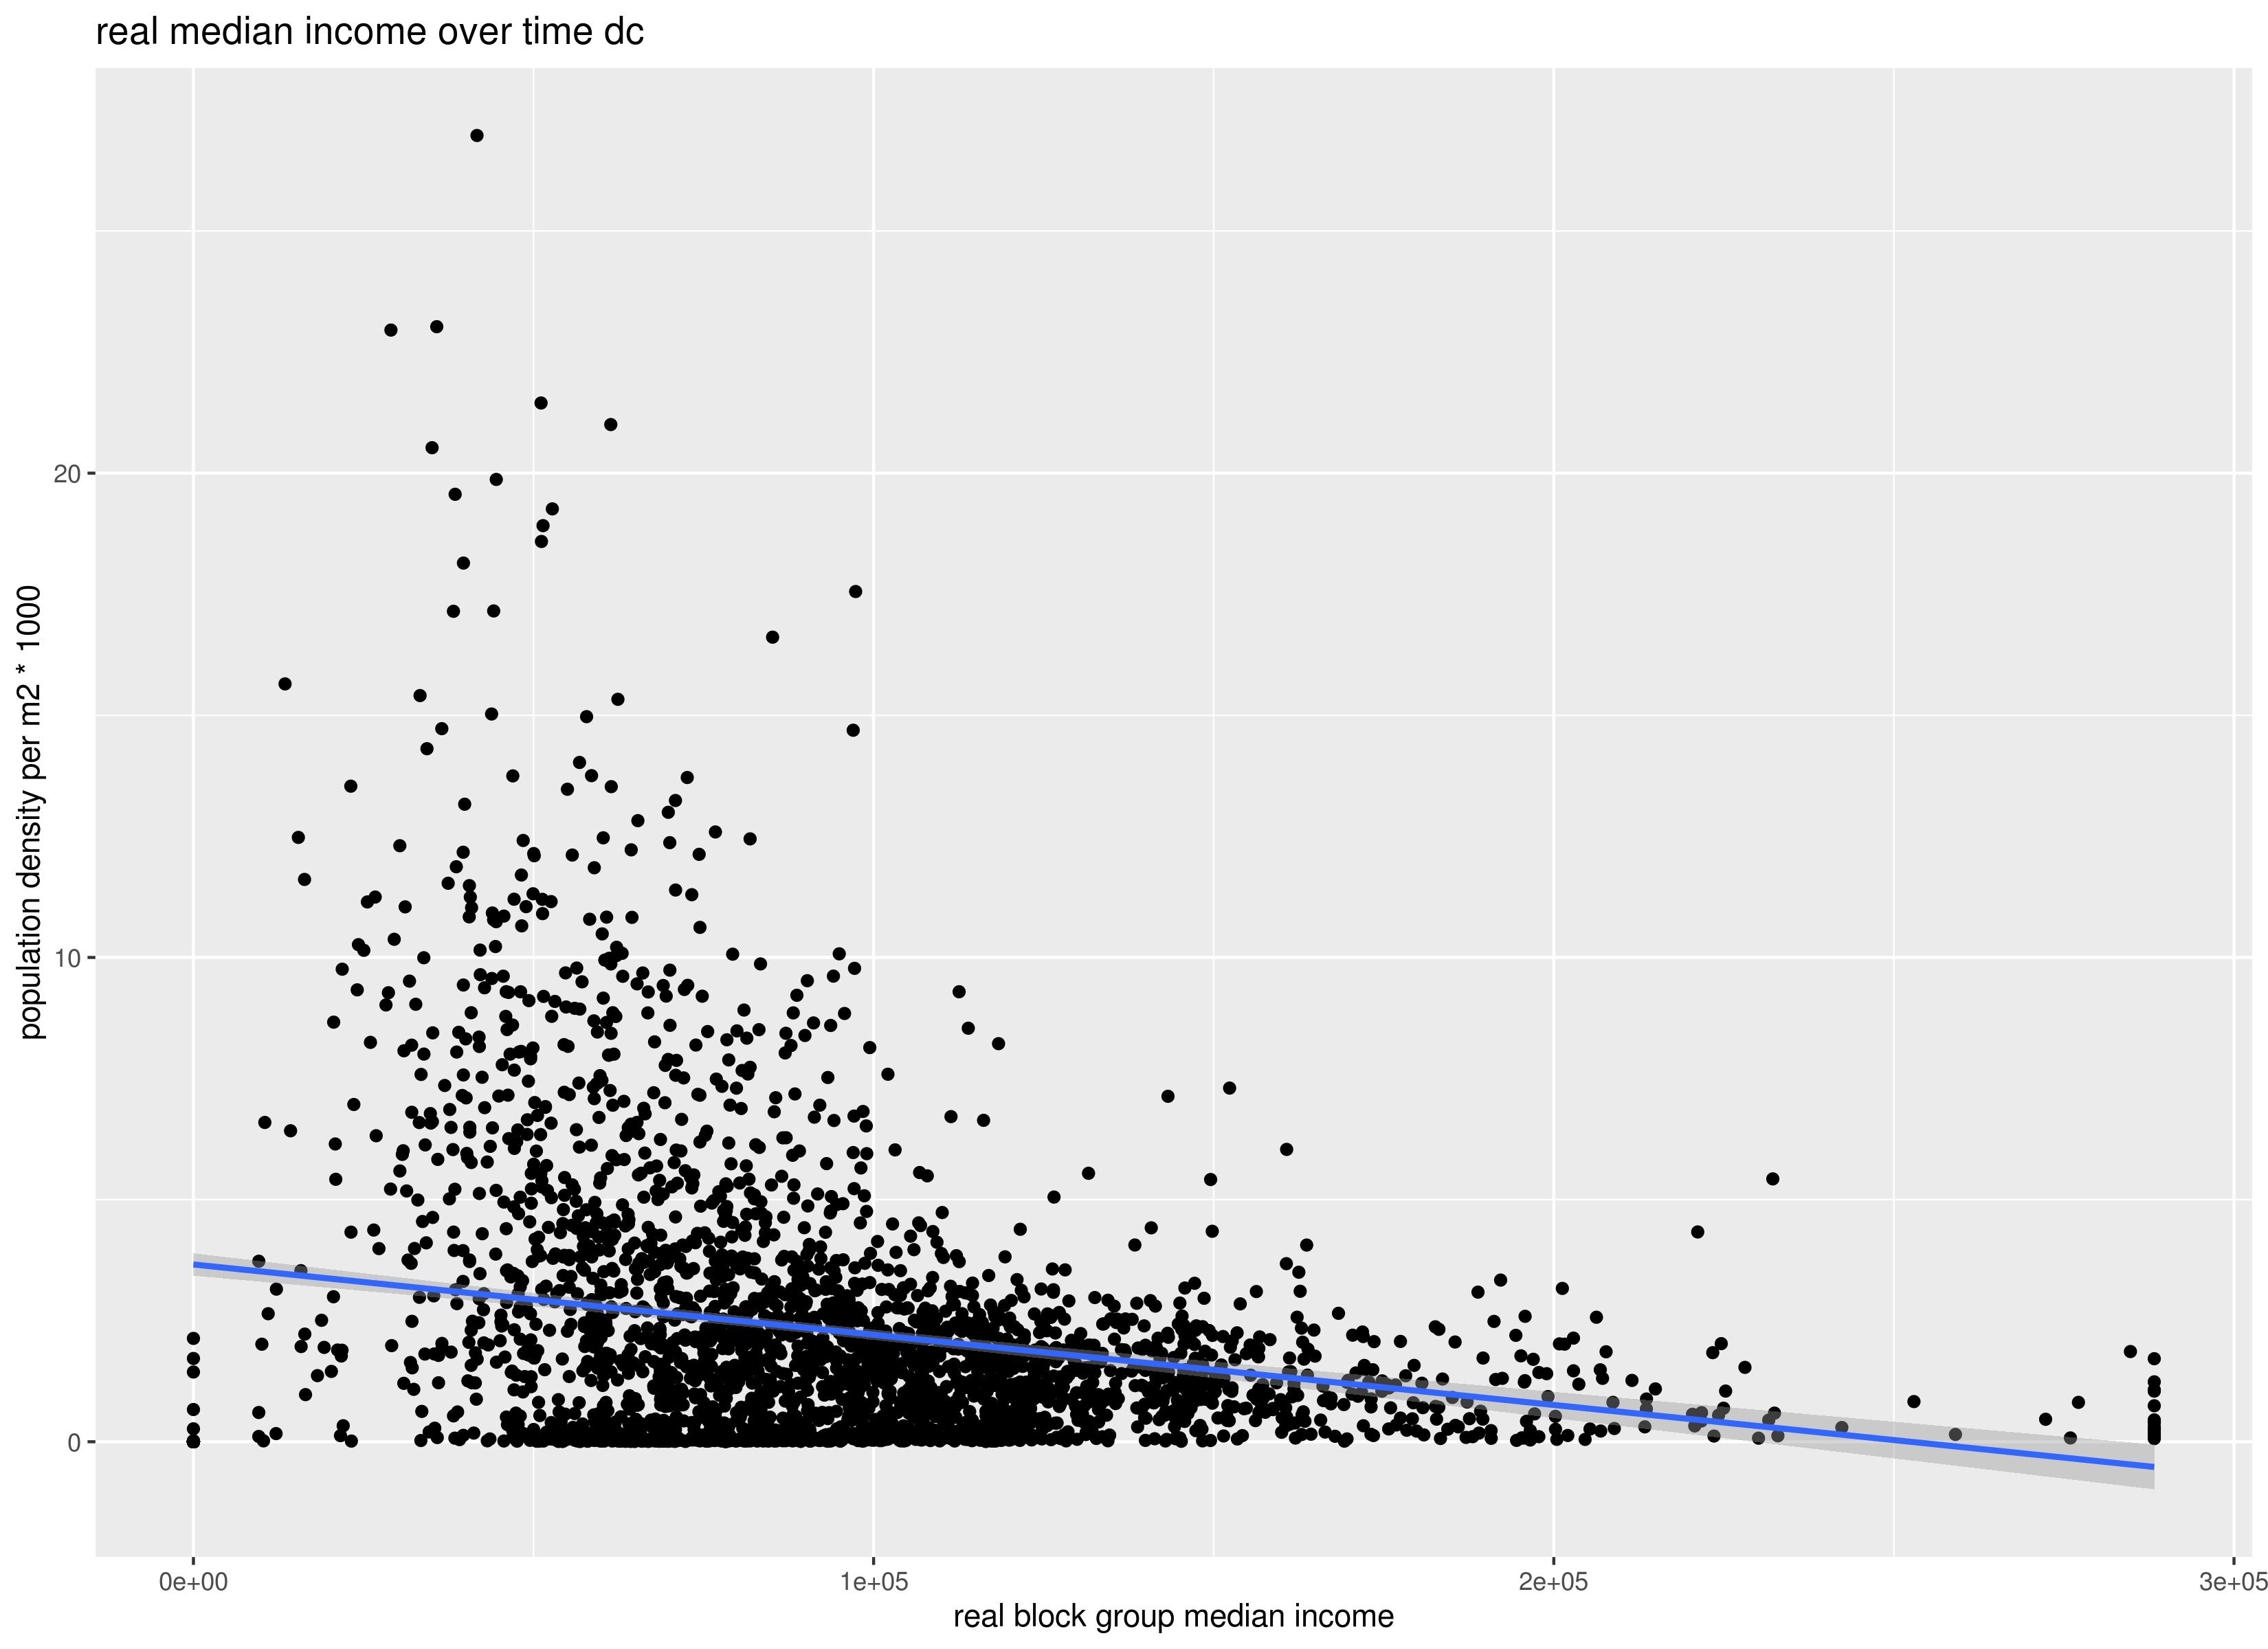 real median income over time dc
population density per m2 * 1000
20
10
0
0e+00
1e+05
2e+05
3e+05
real block group median income